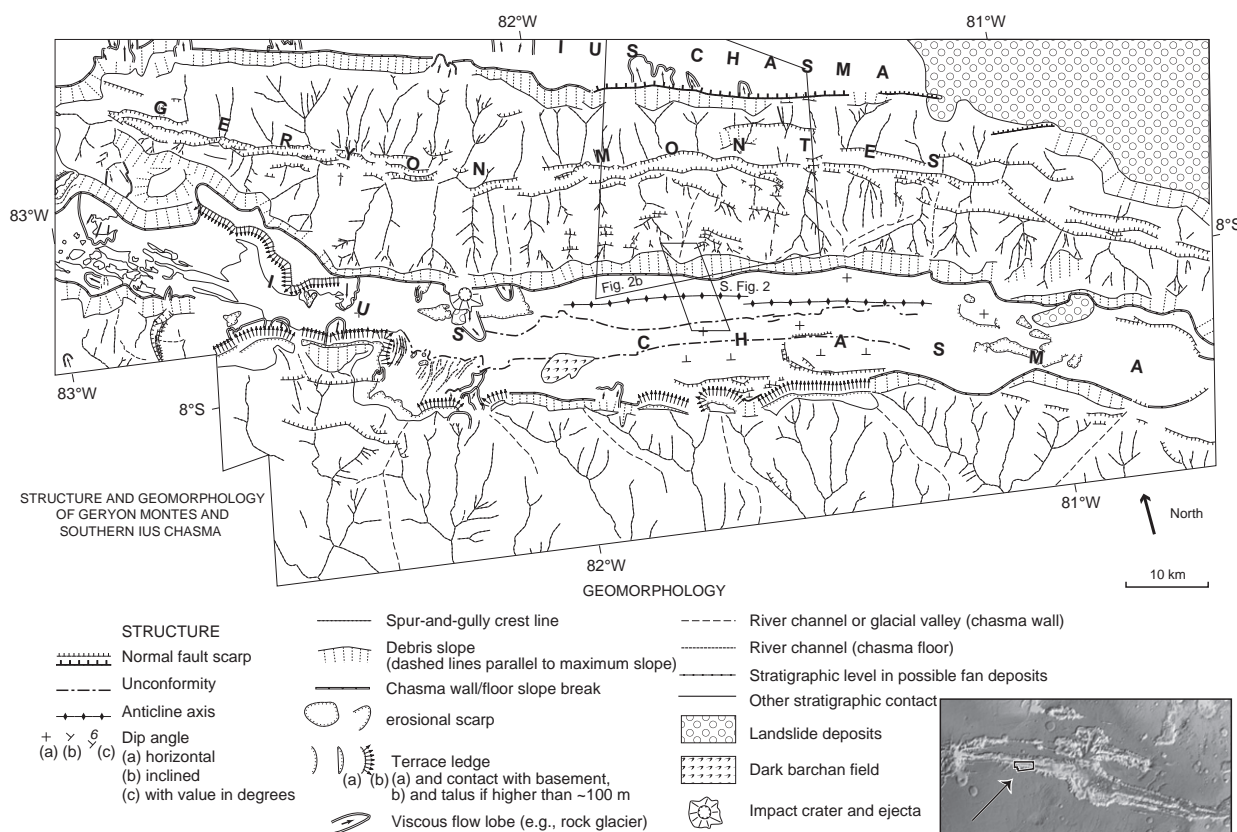 82°W
81°W
I U S C H A S M A
G E R Y O N M O N T E S
83°W
8°S
Fig. 2b
S. Fig. 2
I U S C H A S M A
83°W
8°S
STRUCTURE AND GEOMORPHOLOGY
OF GERYON MONTES AND
SOUTHERN IUS CHASMA
81°W
North
82°W
10 km
STRUCTURE
Normal fault scarp
Unconformity
Anticline axis
6
Dip angle
(a) (b) (c)
(a) horizontal
(b) inclined
(c) with value in degrees
GEOMORPHOLOGY
Spur-and-gully crest line
Debris slope
(dashed lines parallel to maximum slope)
Chasma wall/floor slope break
erosional scarp
Terrace ledge
(a) (b) (a) and contact with basement,
b) and talus if higher than ~100 m
Viscous flow lobe (e.g., rock glacier)
River channel or glacial valley (chasma wall)
River channel (chasma floor)
Stratigraphic level in possible fan deposits
Other stratigraphic contact
Landslide deposits
Dark barchan field
Impact crater and ejecta